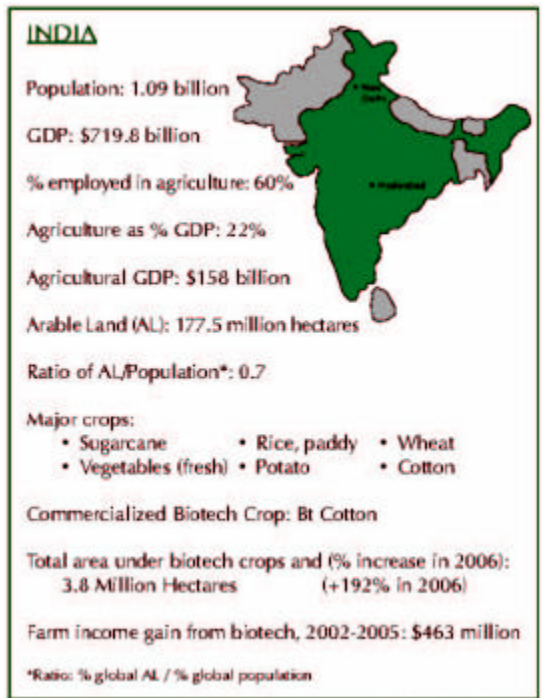 INDIA
Population: 1.09 billion
New Delhi
GDP: $719.8 billion
% employed in agriculture: 60%
Agriculture as % GDP: 22%
Agricultural GDP: $158 billion
Arable Land (AL): 177.5 million hectares
Ratio of AL/Population*: 0.7
Major crops:
• Sugarcane • Rice, paddy • Wheat
• Vegetables (fresh) • Potato • Cotton
Commercialized Biotech Crop: Bt Cotton
Total area under biotech crops and (% increase in 2006):
3.8 Million Hectares (+192% in 2006)
Farm income gain from biotech, 2002-2005: $463 million
*Ratio: % global AL / % global population